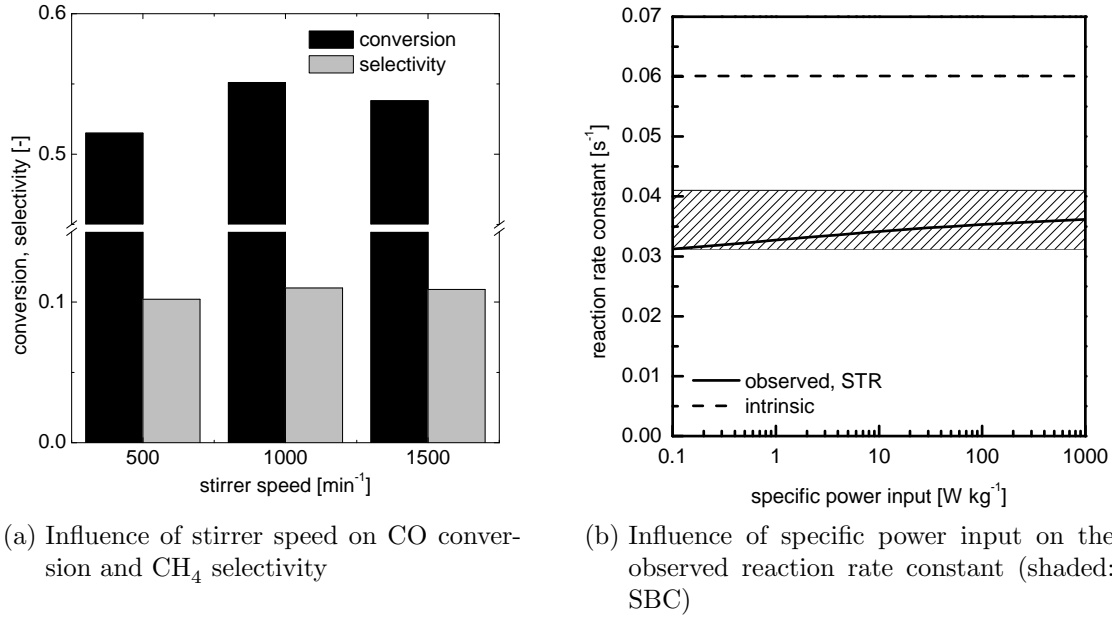 0.6
0.5
0.1
0.0
conversion, selectivity [-]
conversion
selectivity
500
1000
1500
stirrer speed [min⁻¹]
(a) Influence of stirrer speed on CO conver-
sion and CH₄ selectivity
0.07
0.06
0.05
0.04
0.03
0.02
0.01
0.00
reaction rate constant [s⁻¹]
observed, STR
intrinsic
0.1
1
10
100
1000
specific power input [W kg⁻¹]
(b) Influence of specific power input on the
observed reaction rate constant (shaded:
SBC)